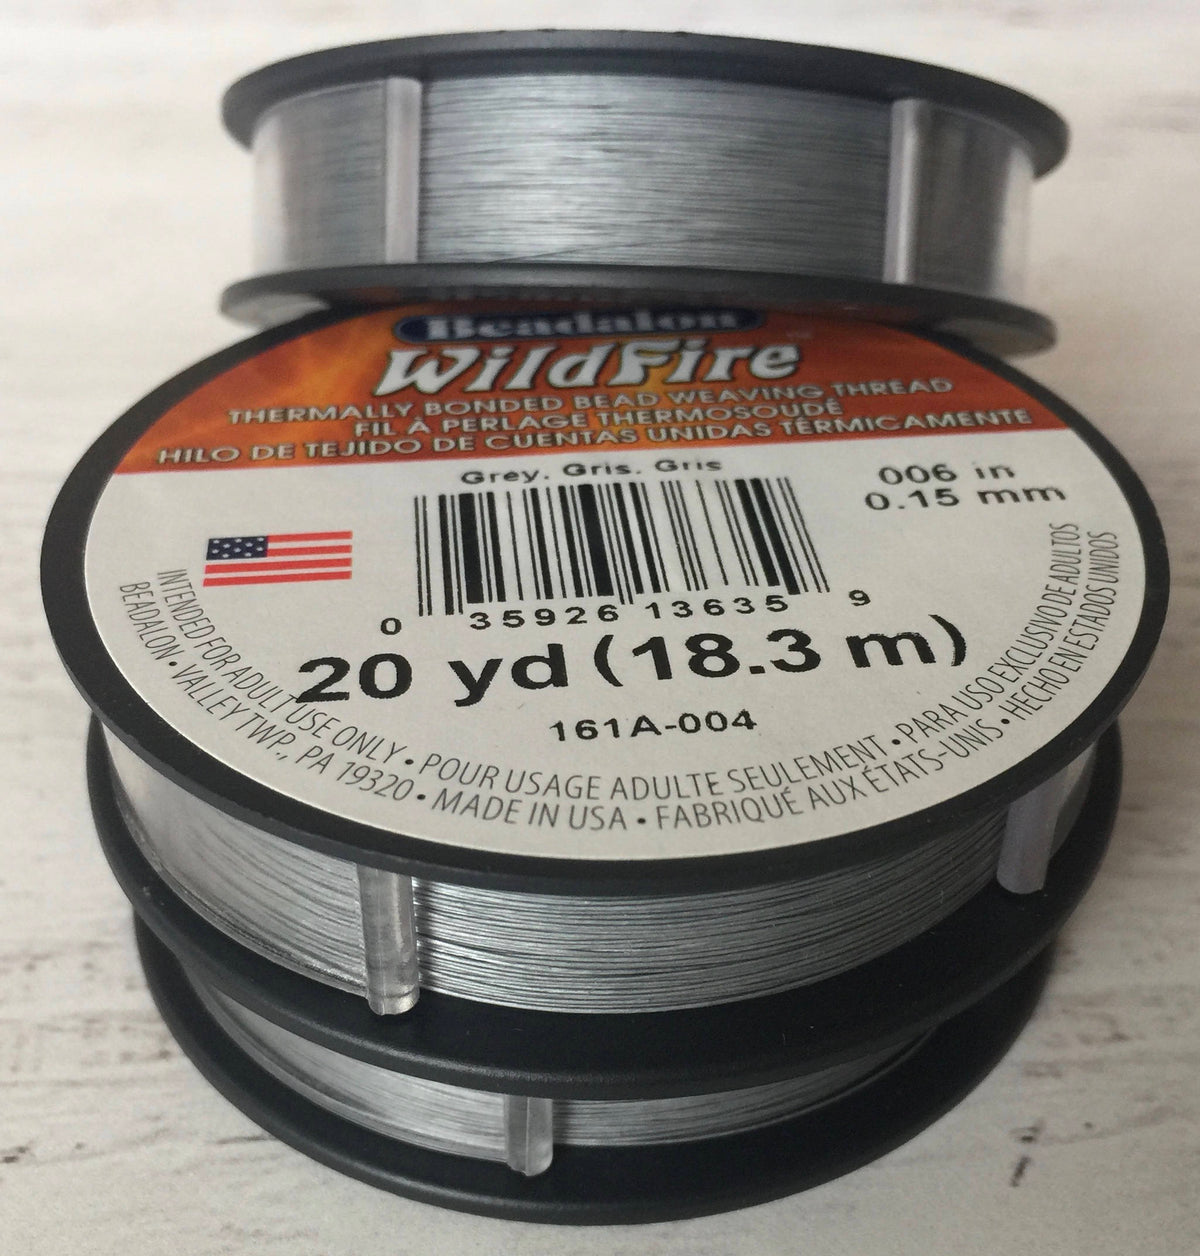 Beadalon
WildFire™
THERMALLY BONDED BEAD WEAVING THREAD
FIL À PERLAGE THERMOSOUDÉ
HILO DE TEJIDO DE CUENTAS UNIDAS TÉRMICAMENTE
Grey. Gris. Gris
006 in
0.15 mm
0 35926 13635 9
20 yd (18.3 m)
161A-004
INTENDED FOR ADULT USE ONLY • POUR USAGE ADULTE SEULEMENT • PARA USO EXCLUSIVO DE ADULTOS
BEADALON • VALLEY TWP., PA 19320 • MADE IN USA • FABRIQUÉ AUX ÉTATS-UNIS • HECHO EN ESTADOS UNIDOS